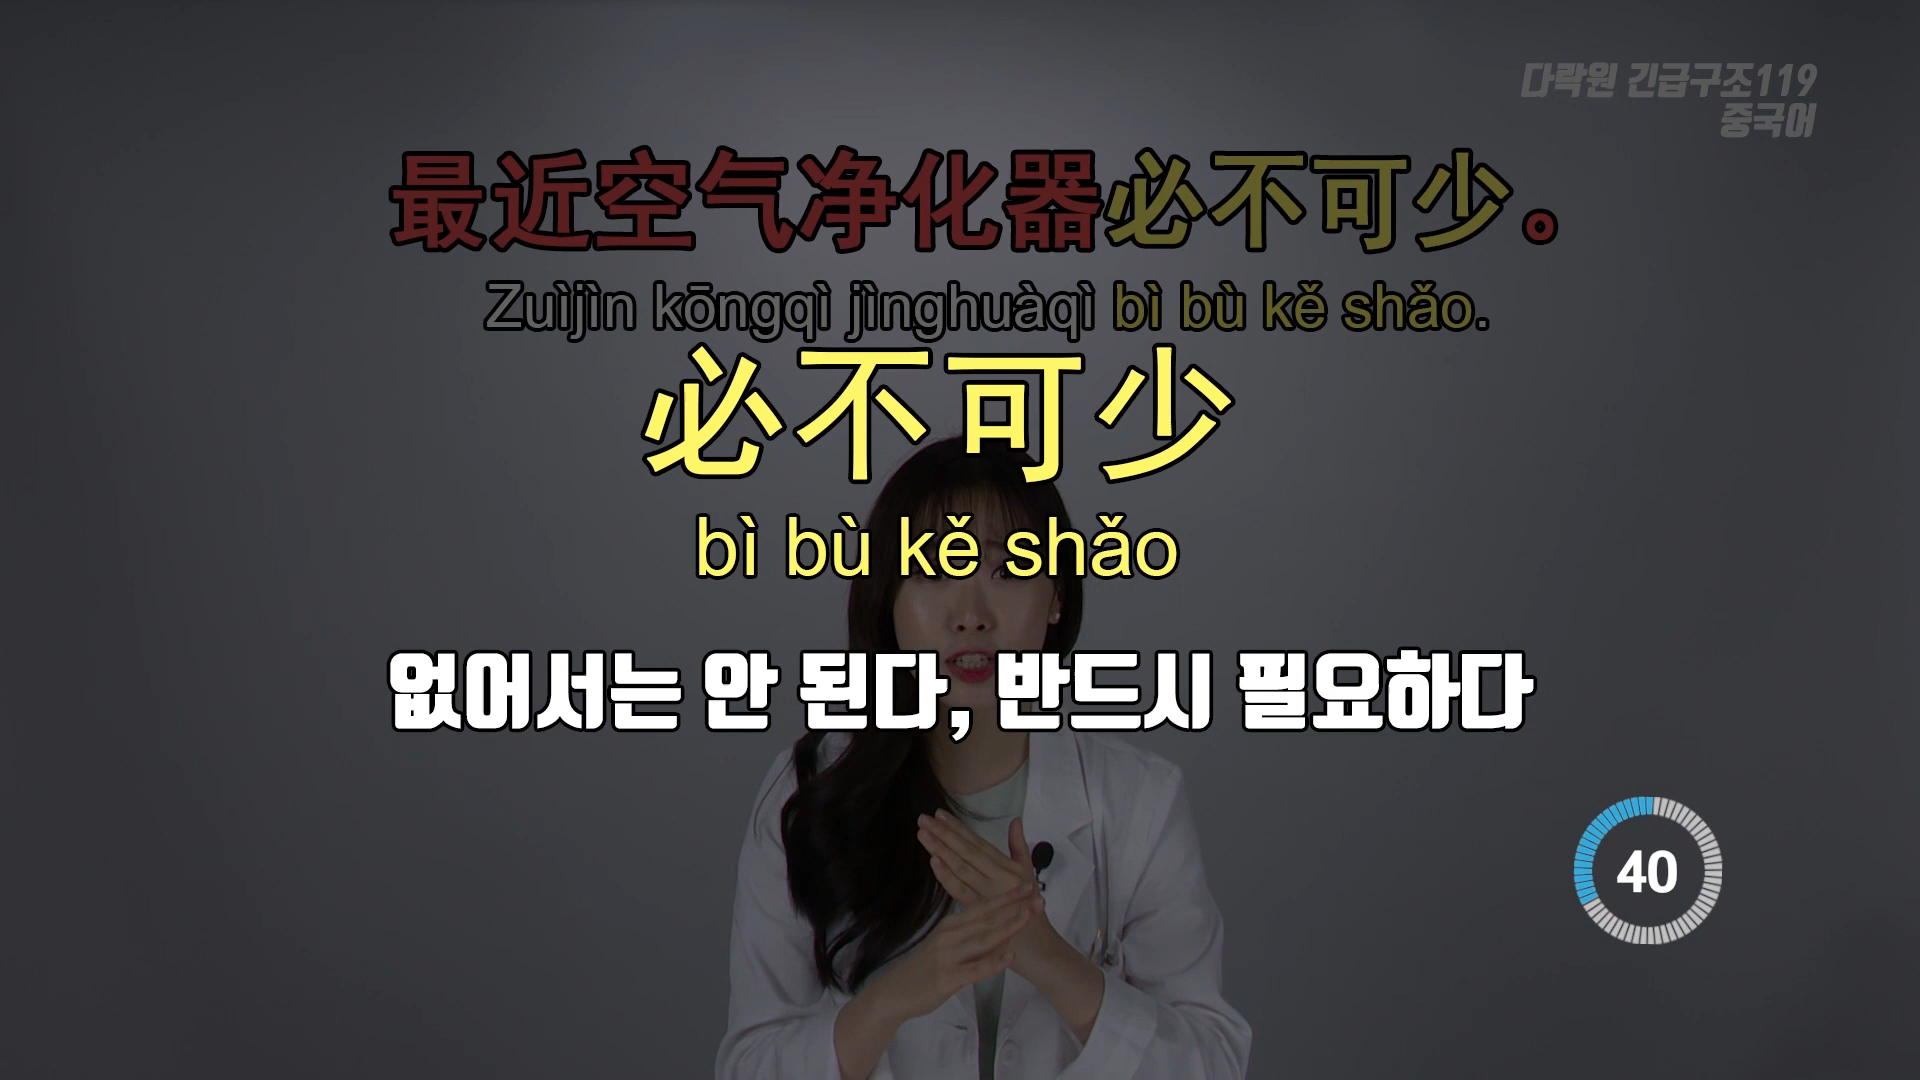 다락원 긴급구조119
중국어
最近空气净化器必不可少。
Zuìjìn kōngqì jìnghuàqì bì bù kě shǎo.
必不可少
bì bù kě shǎo
없어서는 안 된다, 반드시 필요하다
40